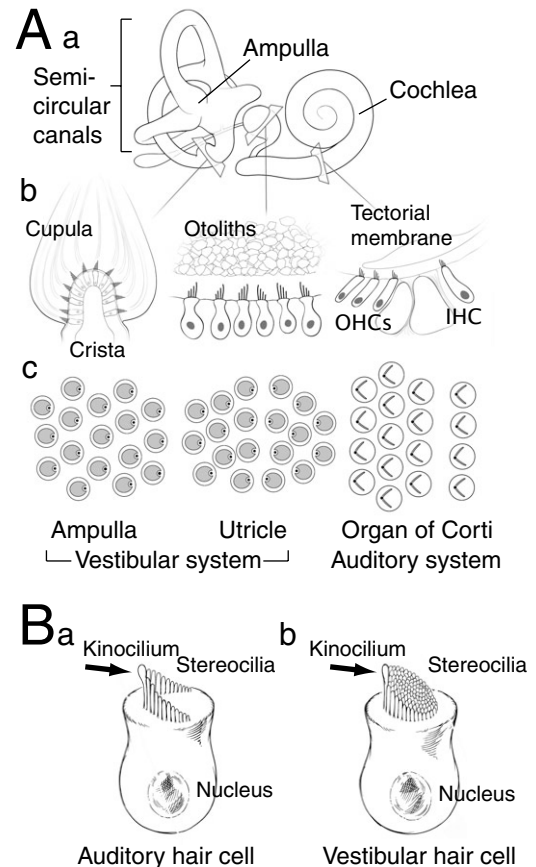 A a
Ampulla
Semi-
circular
canals
Cochlea
b
Cupula
Otoliths
Tectorial
membrane
OHCs
IHC
Crista
c
Ampulla
Utricle
Organ of Corti
Vestibular system
Auditory system
B a
Kinocilium
Stereocilia
Nucleus
Auditory hair cell
b
Kinocilium
Stereocilia
Nucleus
Vestibular hair cell